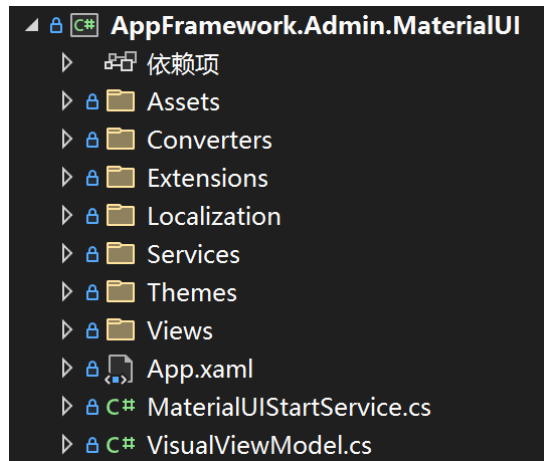 C# AppFramework.Admin.MaterialUI
依赖项
Assets
Converters
Extensions
Localization
Services
Themes
Views
App.xaml
C# MaterialUIStartService.cs
C# VisualViewModel.cs